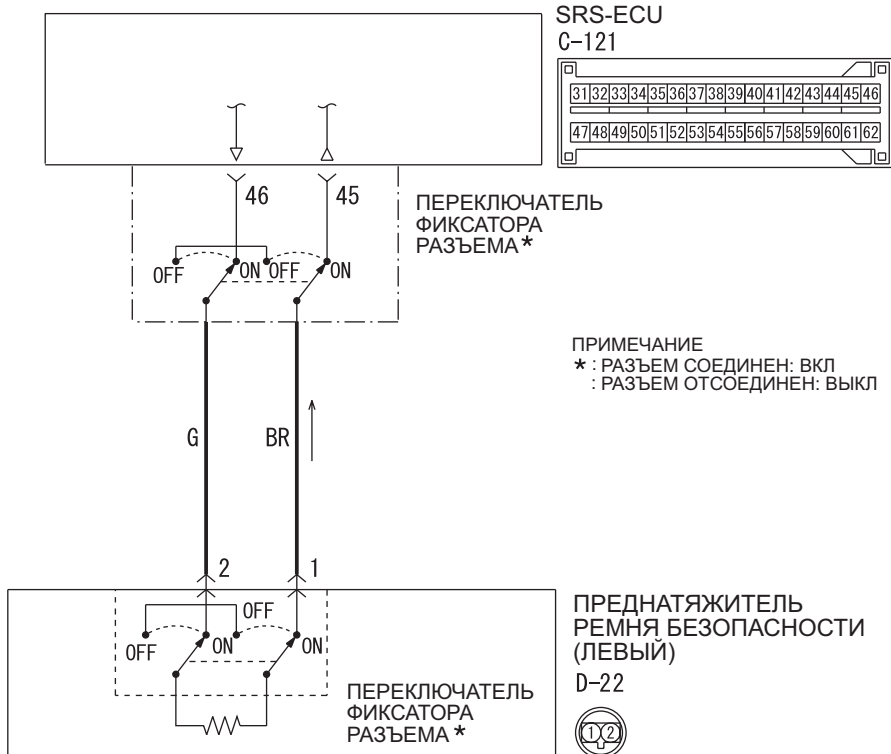 SRS-ECU
C-121
31 32 33 34 35 36 37 38 39 40 41 42 43 44 45 46
47 48 49 50 51 52 53 54 55 56 57 58 59 60 61 62
46 45
ПЕРЕКЛЮЧАТЕЛЬ
ФИКСАТОРА
РАЗЪЕМА*
OFF ON OFF ON
ПРИМЕЧАНИЕ
* : РАЗЪЕМ СОЕДИНЕН: ВКЛ
: РАЗЪЕМ ОТСОЕДИНЕН: ВЫКЛ
G BR
2 1
OFF
OFF ON ON
ПЕРЕКЛЮЧАТЕЛЬ
ФИКСАТОРА
РАЗЪЕМА*
ПРЕДНАТЯЖИТЕЛЬ
РЕМНЯ БЕЗОПАСНОСТИ
(ЛЕВЫЙ)
D-22
1 2